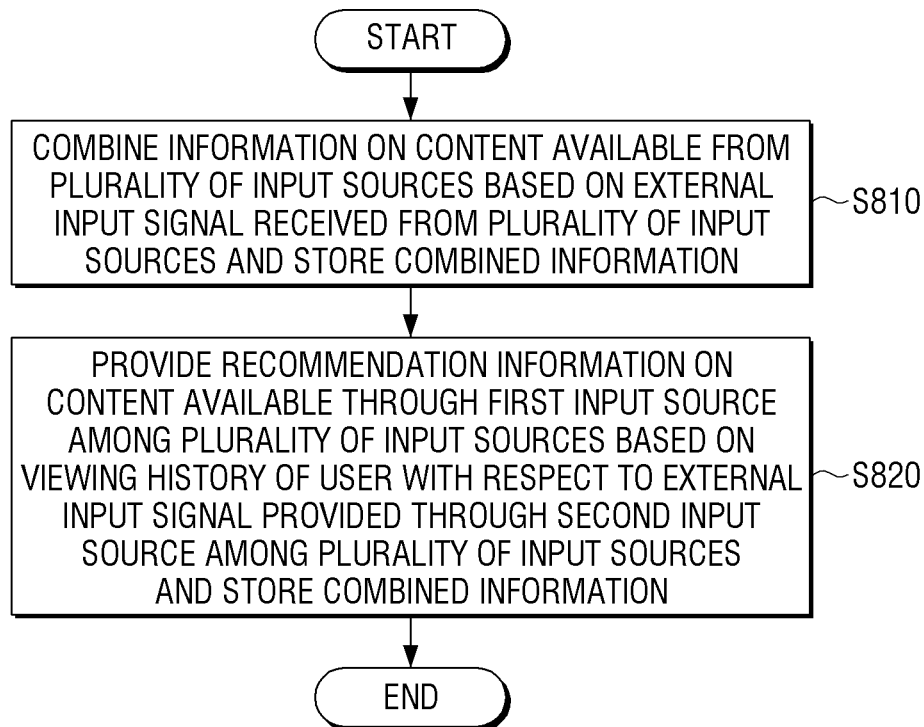 START
COMBINE INFORMATION ON CONTENT AVAILABLE FROM
PLURALITY OF INPUT SOURCES BASED ON EXTERNAL
INPUT SIGNAL RECEIVED FROM PLURALITY OF INPUT
SOURCES AND STORE COMBINED INFORMATION
S810
PROVIDE RECOMMENDATION INFORMATION ON
CONTENT AVAILABLE THROUGH FIRST INPUT SOURCE
AMONG PLURALITY OF INPUT SOURCES BASED ON
VIEWING HISTORY OF USER WITH RESPECT TO EXTERNAL
INPUT SIGNAL PROVIDED THROUGH SECOND INPUT
SOURCE AMONG PLURALITY OF INPUT SOURCES
AND STORE COMBINED INFORMATION
S820
END